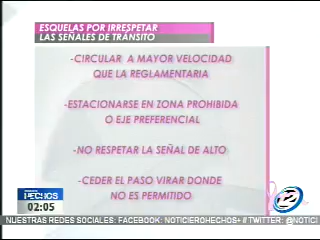 ESQUELAS POR IRRESPETAR
LAS SEÑALES DE TRÁNSITO
-CIRCULAR A MAYOR VELOCIDAD
QUE LA REGLAMENTARIA
-ESTACIONARSE EN ZONA PROHIBIDA
O EJE PREFERENCIAL
-NO RESPETAR LA SEÑAL DE ALTO
-CEDER EL PASO VIRAR DONDE
NO ES PERMITIDO
HECHOS
02:05
12
NUESTRAS REDES SOCIALES: FACEBOOK: NOTICIEROHECHOS+ #TWITTER: @NOTICI